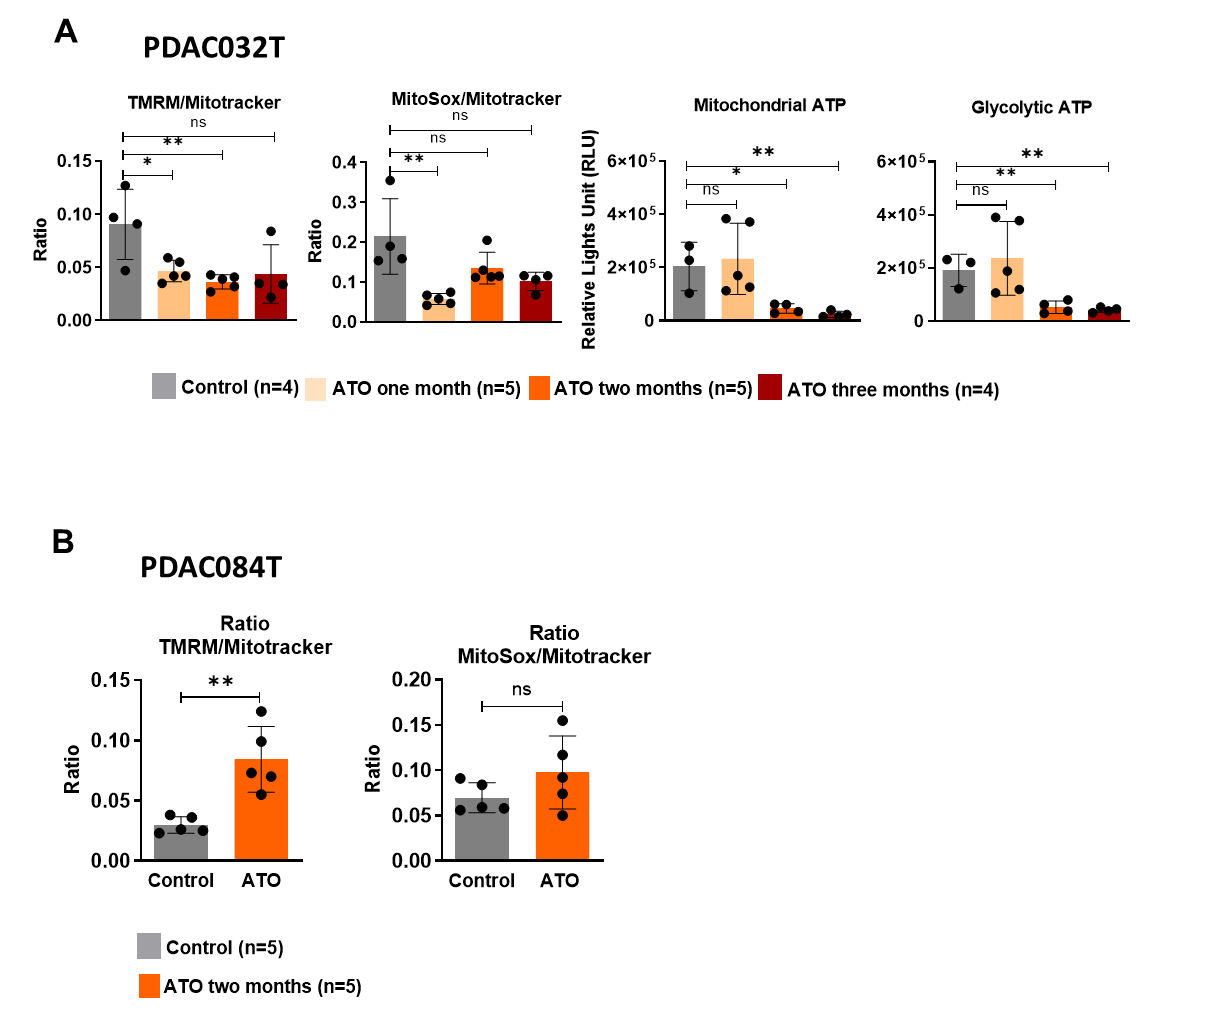 A
PDAC032T
TMRM/Mitotracker
ns
**
*
0.15
0.10
0.05
0.00
Ratio
MitoSox/Mitotracker
ns
ns
**
0.4
0.3
0.2
0.1
0.0
Ratio
Mitochondrial ATP
**
*
ns
6×10⁵
4×10⁵
2×10⁵
0
Relative Lights Unit (RLU)
Glycolytic ATP
**
**
ns
6×10⁵
4×10⁵
2×10⁵
0
Control (n=4) ATO one month (n=5) ATO two months (n=5) ATO three months (n=4)
B
PDAC084T
Ratio
TMRM/Mitotracker
**
0.15
0.10
0.05
0.00
Ratio
Control ATO
Ratio
MitoSox/Mitotracker
ns
0.20
0.15
0.10
0.05
0.00
Ratio
Control ATO
Control (n=5)
ATO two months (n=5)